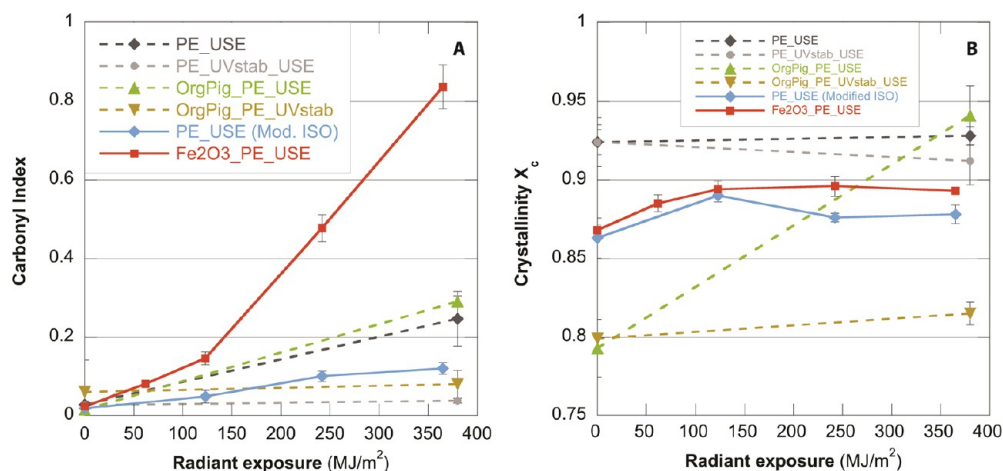 A
PE_USE
PE_UVstab_USE
OrgPig_PE_USE
OrgPig_PE_UVstab
PE_USE (Mod. ISO)
Fe2O3_PE_USE
Carbonyl Index
1
0.8
0.6
0.4
0.2
0
0 50 100 150 200 250 300 350 400
Radiant exposure (MJ/m²)
B
PE_USE
PE_UVstab_USE
OrgPig_PE_USE
OrgPig_PE_UVstab_USE
PE_USE (Modified ISO)
Fe2O3_PE_USE
Crystallinity X c
1
0.95
0.9
0.85
0.8
0.75
0 50 100 150 200 250 300 350 400
Radiant exposure (MJ/m²)